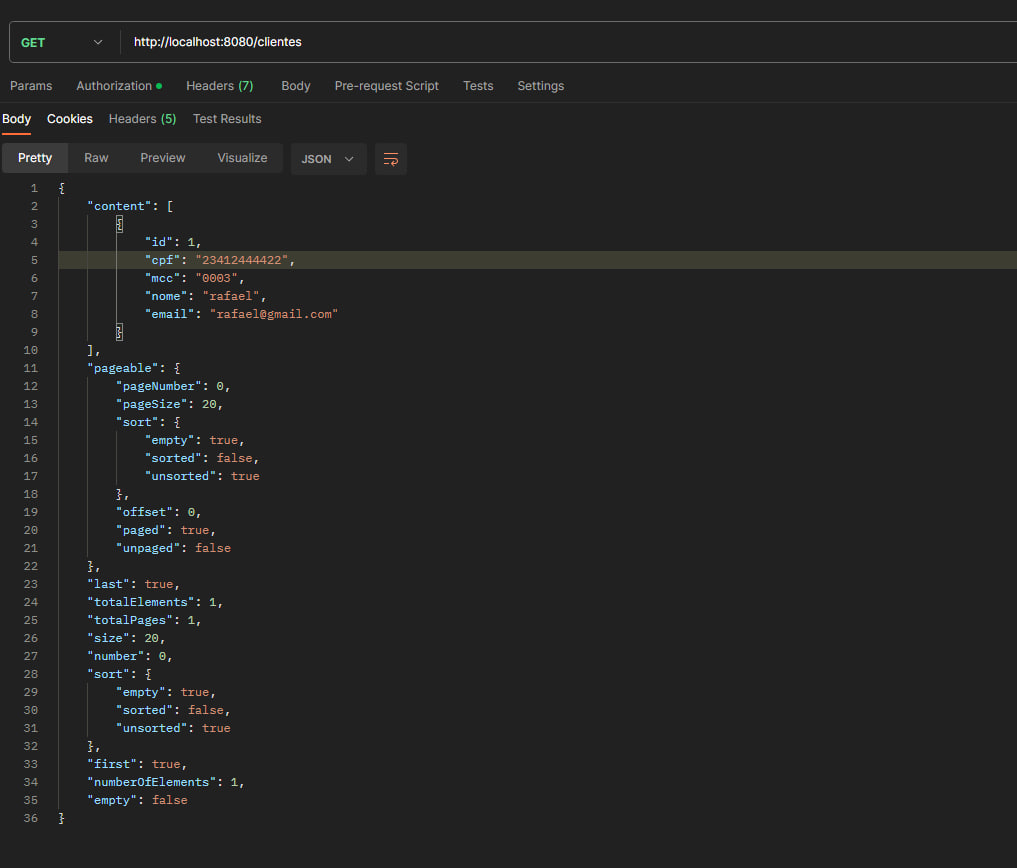 GET http://localhost:8080/clientes
Params Authorization Headers (7) Body Pre-request Script Tests Settings
Body Cookies Headers (5) Test Results
Pretty Raw Preview Visualize JSON
1 {
2 "content": [
3 {
4 "id": 1,
5 "cpf": "23412444422",
6 "mcc": "0003",
7 "nome": "rafael",
8 "email": "rafael@gmail.com"
9 }
10 ],
11 "pageable": {
12 "pageNumber": 0,
13 "pageSize": 20,
14 "sort": {
15 "empty": true,
16 "sorted": false,
17 "unsorted": true
18 },
19 "offset": 0,
20 "paged": true,
21 "unpaged": false
22 },
23 "last": true,
24 "totalElements": 1,
25 "totalPages": 1,
26 "size": 20,
27 "number": 0,
28 "sort": {
29 "empty": true,
30 "sorted": false,
31 "unsorted": true
32 },
33 "first": true,
34 "numberOfElements": 1,
35 "empty": false
36 }